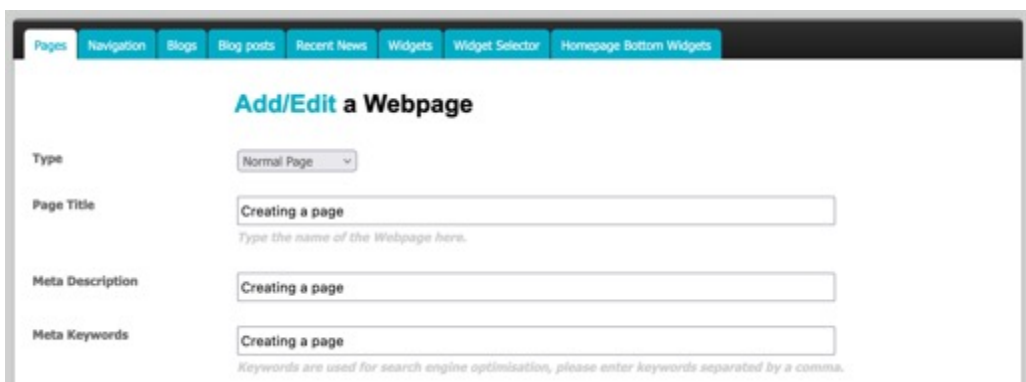 Pages Navigation Blogs Blog posts Recent News Widgets Widget Selector Homepage Bottom Widgets
Add/Edit a Webpage
Type Normal Page
Page Title Creating a page
Type the name of the Webpage here.
Meta Description Creating a page
Meta Keywords Creating a page
Keywords are used for search engine optimisation, please enter keywords separated by a comma.